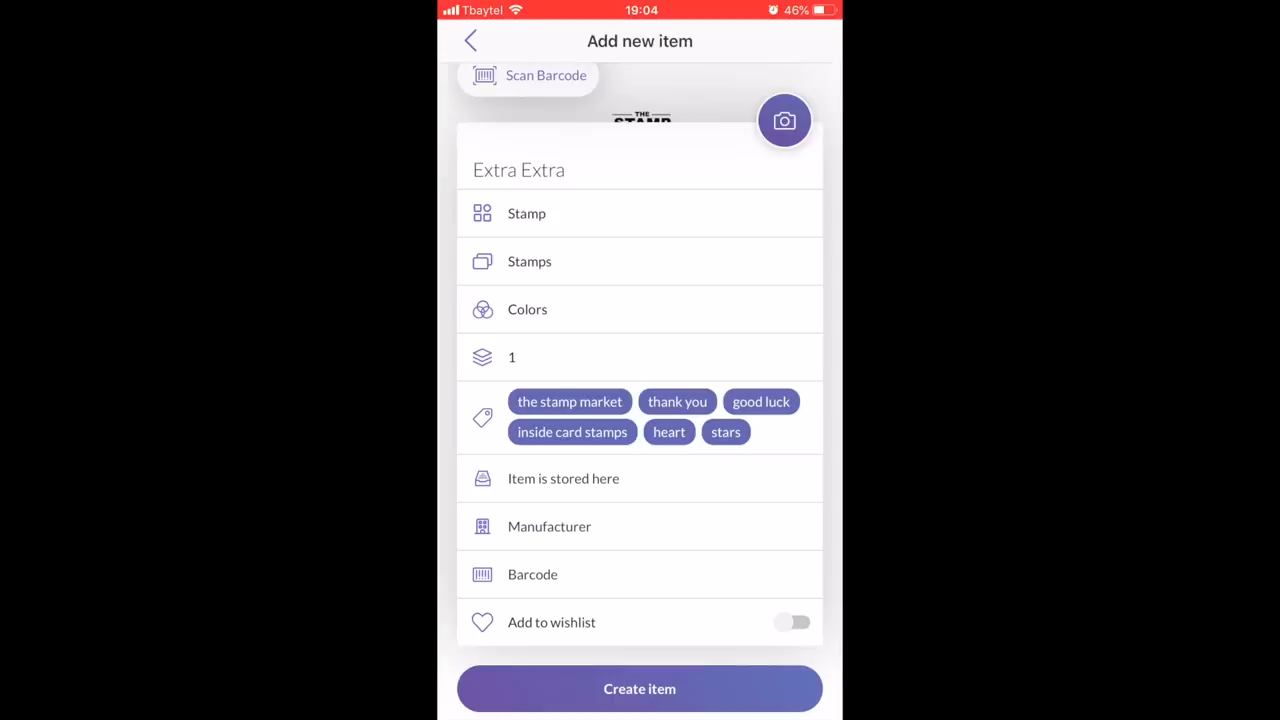 Tbaytel 19:04 46%
Add new item
Scan Barcode
THE
STAMP
Extra Extra
Stamp
Stamps
Colors
1
the stamp market thank you good luck
inside card stamps heart stars
Item is stored here
Manufacturer
Barcode
Add to wishlist
Create item